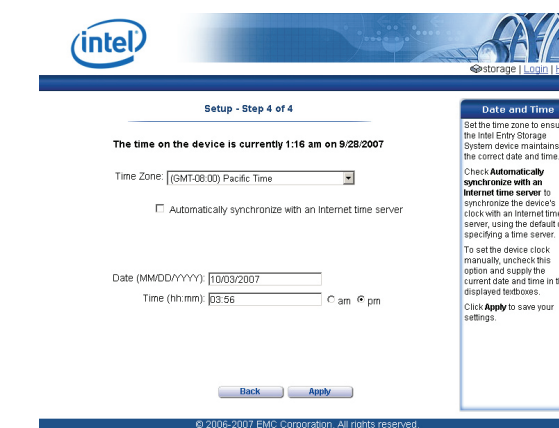 intel
storage | Login |
Setup - Step 4 of 4
The time on the device is currently 1:16 am on 9/28/2007
Time Zone: (GMT-08:00) Pacific Time
Automatically synchronize with an Internet time server
Date (MM/DD/YYYY): 10/03/2007
Time (hh:mm): 03:56 am pm
Back Apply
Date and Time
Set the time zone to
the Intel Entry Storage
System device maintains
the correct date and time.
Check Automatically
synchronize with an
Internet time server to
synchronize the device's
clock with an Internet
server, using the default
specifying a time server.
To set the device clock
manually, uncheck this
option and supply the
current date and time in
displayed textboxes.
Click Apply to save your
settings.
© 2006-2007 EMC Corporation. All rights reserved.